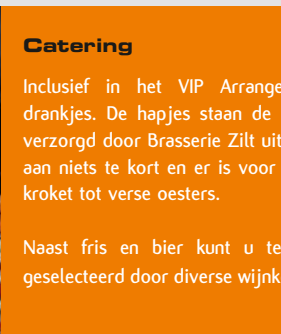 Catering
Inclusief in het VIP Arrange
drankjes. De hapjes staan de
verzorgd door Brasserie Zilt uit
aan niets te kort en er is voor
kroket tot verse oesters.
Naast fris en bier kunt u te
geselecteerd door diverse wijnk